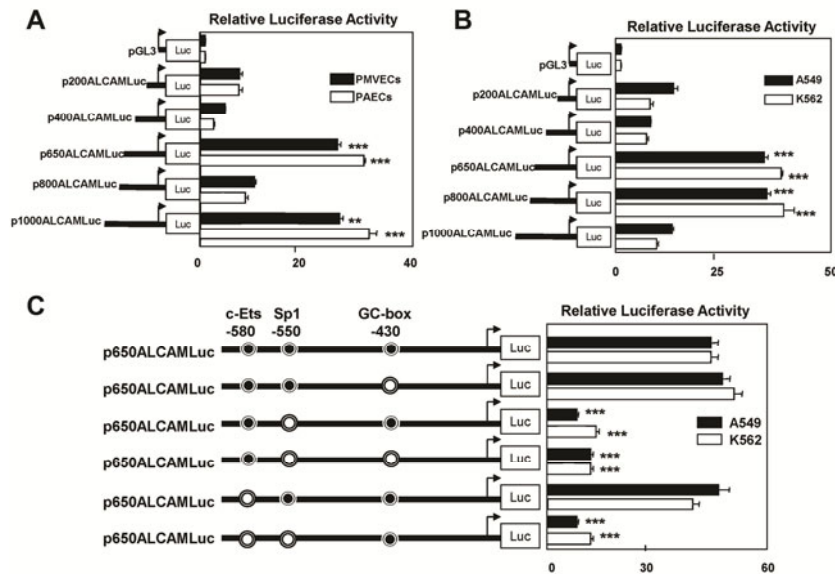 A
Relative Luciferase Activity
pGL3
Luc
p200ALCAMLuc
Luc
p400ALCAMLuc
Luc
p650ALCAMLuc
Luc
***
***
p800ALCAMLuc
Luc
p1000ALCAMLuc
Luc
**
***
PMVECs
PAECs
0 20 40
B
Relative Luciferase Activity
pGL3
Luc
p200ALCAMLuc
Luc
p400ALCAMLuc
Luc
p650ALCAMLuc
Luc
***
***
p800ALCAMLuc
Luc
***
***
p1000ALCAMLuc
Luc
A549
K562
0 25 50
C
c-Ets Sp1 GC-box
-580 -550 -430
Relative Luciferase Activity
p650ALCAMLuc Luc
p650ALCAMLuc Luc
p650ALCAMLuc Luc ***
***
p650ALCAMLuc Luc ***
***
p650ALCAMLuc Luc
p650ALCAMLuc Luc ***
***
A549
K562
0 30 60